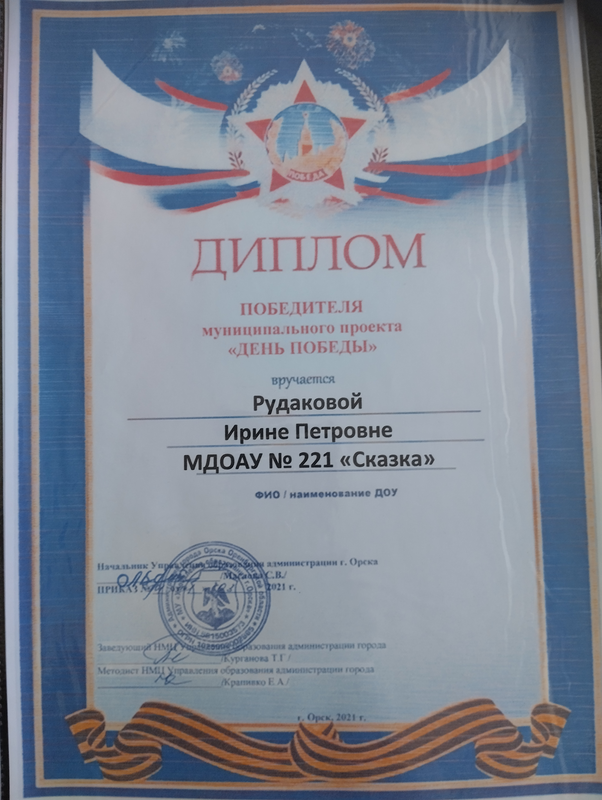 ПОБЕДА
ДИПЛОМ
ПОБЕДИТЕЛЯ
муниципального проекта
«ДЕНЬ ПОБЕДЫ»
вручается
Рудаковой
Ирине Петровне
МДОАУ № 221 «Сказка»
ФИО / наименование ДОУ
Начальник Управления образования администрации г. Орска
С.В./
ПРИКАЗ 2021 г.
Заведующий НМЦ Управления образования администрации города
/Курганова Т.Г /
Методист НМЦ Управления образования администрации города
/Крапивко Е.А./
г. Орск, 2021 г.